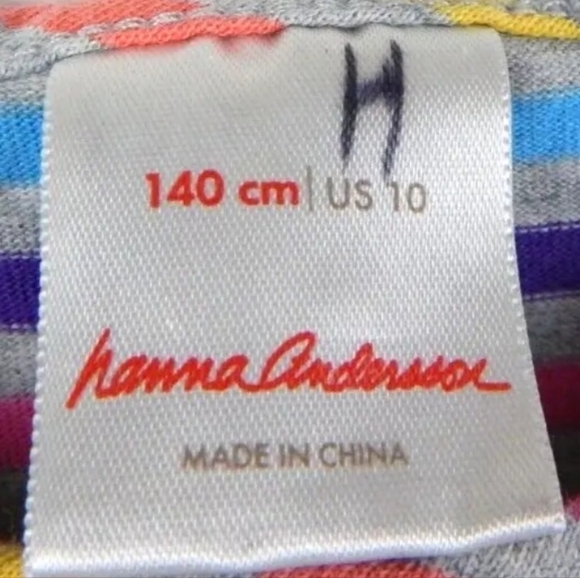 H
140 cm | US 10
hanna Andersson
MADE IN CHINA